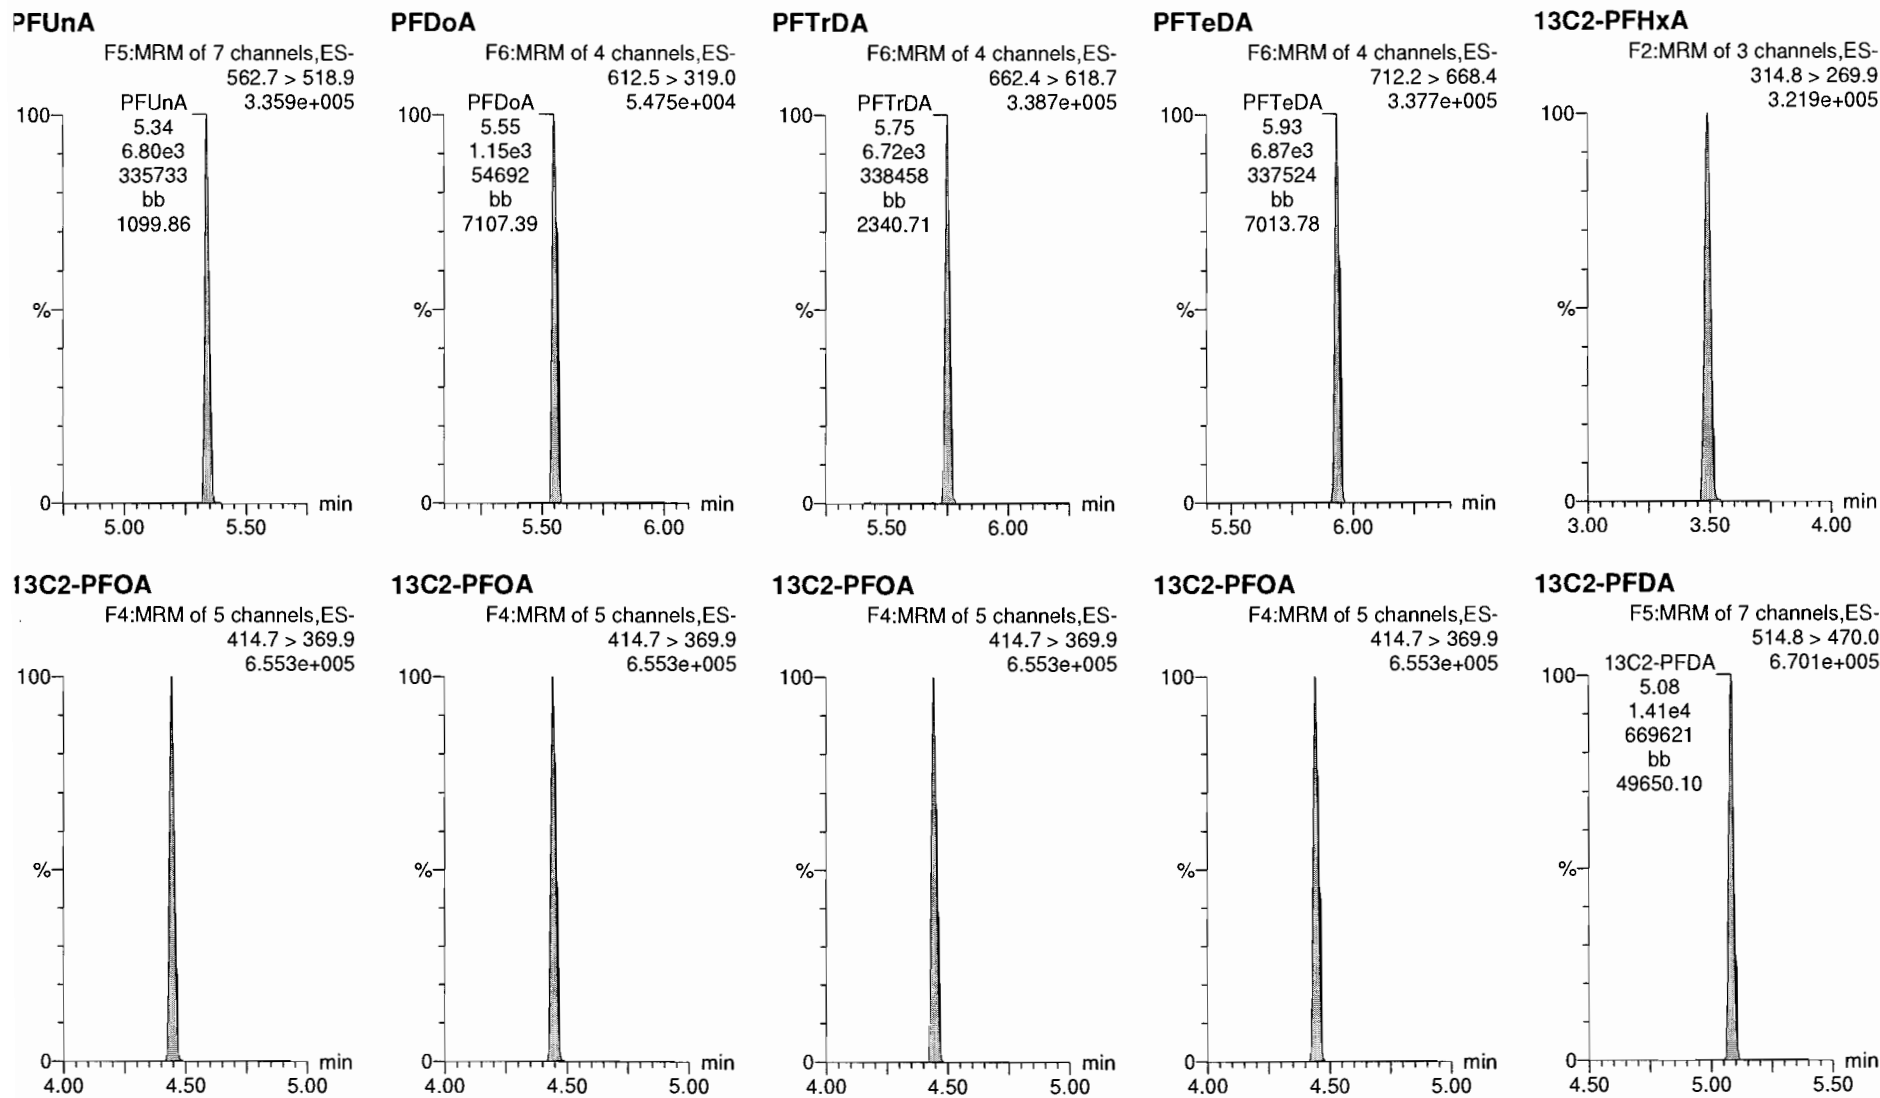 PFUnA
F5:MRM of 7 channels,ES-
562.7 > 518.9
3.359e+005
PFUnA
5.34
6.80e3
335733
bb
1099.86
100
%
0
5.00
5.50
min
PFDoA
F6:MRM of 4 channels,ES-
612.5 > 319.0
5.475e+004
PFDoA
5.55
1.15e3
54692
bb
7107.39
100
%
0
5.50
6.00
min
PFTrDA
F6:MRM of 4 channels,ES-
662.4 > 618.7
3.387e+005
PFTrDA
5.75
6.72e3
338458
bb
2340.71
100
%
0
5.50
6.00
min
PFTeDA
F6:MRM of 4 channels,ES-
712.2 > 668.4
3.377e+005
PFTeDA
5.93
6.87e3
337524
bb
7013.78
100
%
0
5.50
6.00
min
13C2-PFHxA
F2:MRM of 3 channels,ES-
314.8 > 269.9
3.219e+005
100
%
0
3.00
3.50
4.00
min
13C2-PFOA
F4:MRM of 5 channels,ES-
414.7 > 369.9
6.553e+005
100
%
0
4.00
4.50
5.00
min
13C2-PFOA
F4:MRM of 5 channels,ES-
414.7 > 369.9
6.553e+005
100
%
0
4.00
4.50
5.00
min
13C2-PFOA
F4:MRM of 5 channels,ES-
414.7 > 369.9
6.553e+005
100
%
0
4.00
4.50
5.00
min
13C2-PFOA
F4:MRM of 5 channels,ES-
414.7 > 369.9
6.553e+005
100
%
0
4.00
4.50
5.00
min
13C2-PFDA
F5:MRM of 7 channels,ES-
514.8 > 470.0
6.701e+005
13C2-PFDA
5.08
1.41e4
669621
bb
49650.10
100
%
0
4.50
5.00
5.50
min